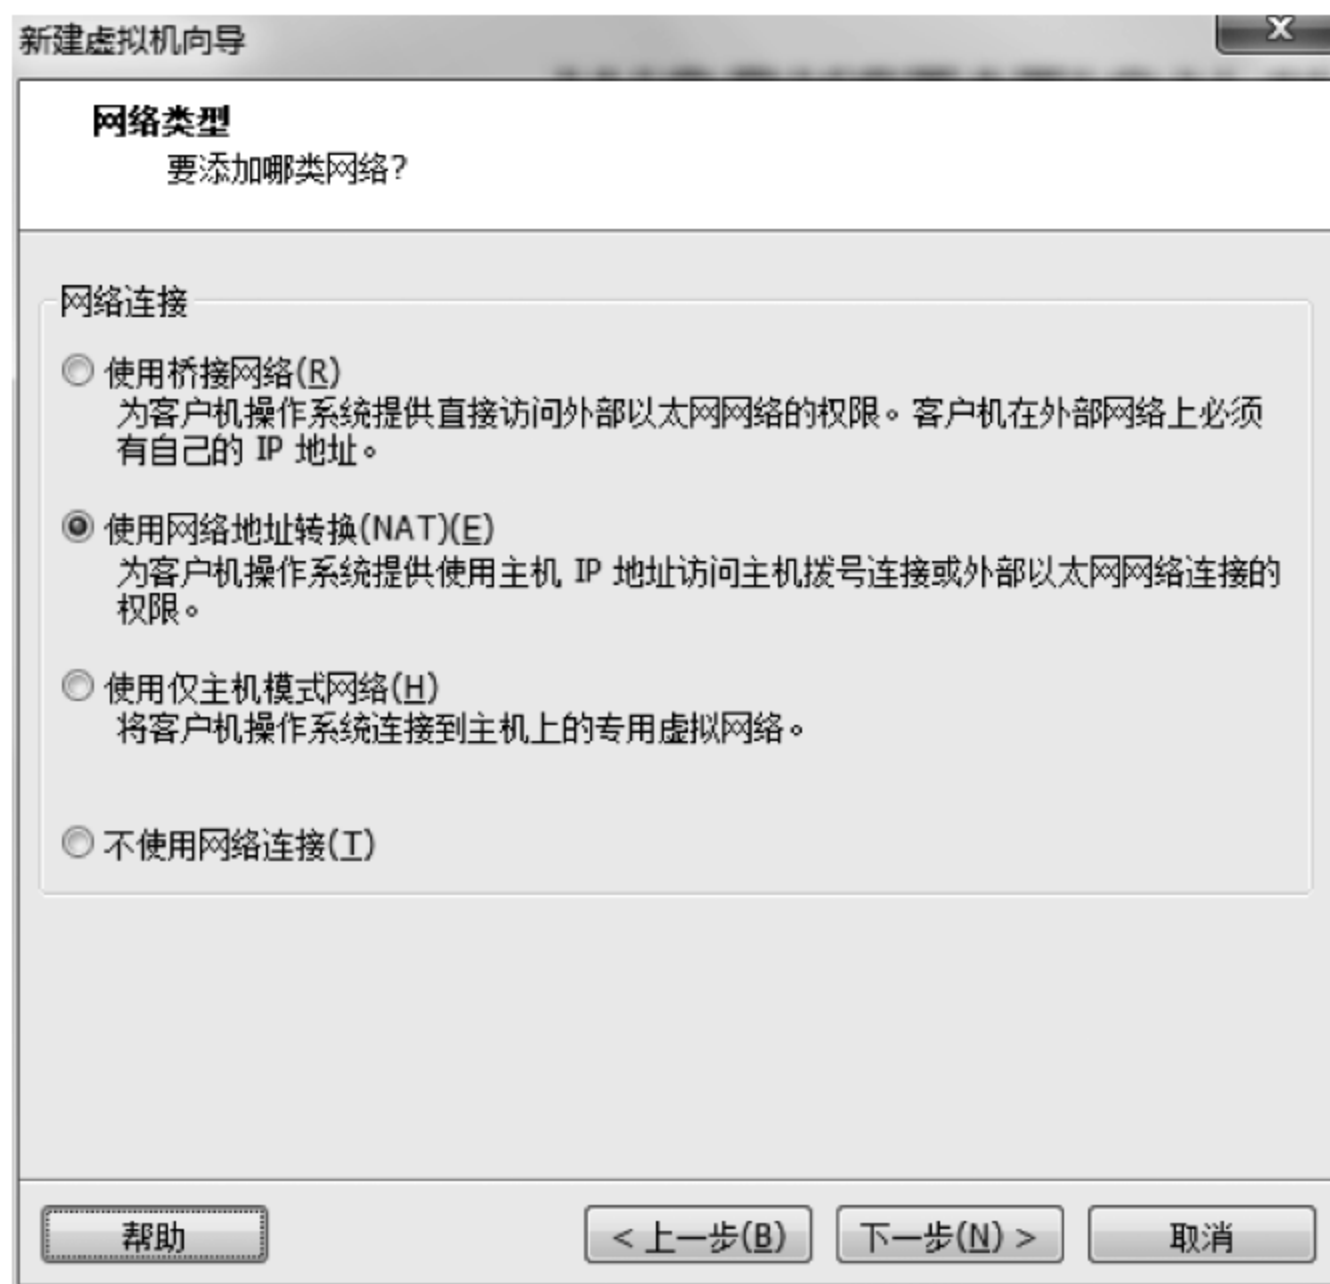 新建虚拟机向导
X
网络类型
要添加哪类网络?
网络连接
使用桥接网络(R)
为客户机操作系统提供直接访问外部以太网网络的权限。客户机在外部网络上必须
有自己的 IP 地址。
使用网络地址转换(NAT)(E)
为客户机操作系统提供使用主机 IP 地址访问主机拨号连接或外部以太网网络连接的
权限。
使用仅主机模式网络(H)
将客户机操作系统连接到主机上的专用虚拟网络。
不使用网络连接(T)
帮助
< 上一步(B)
下一步(N) >
取消